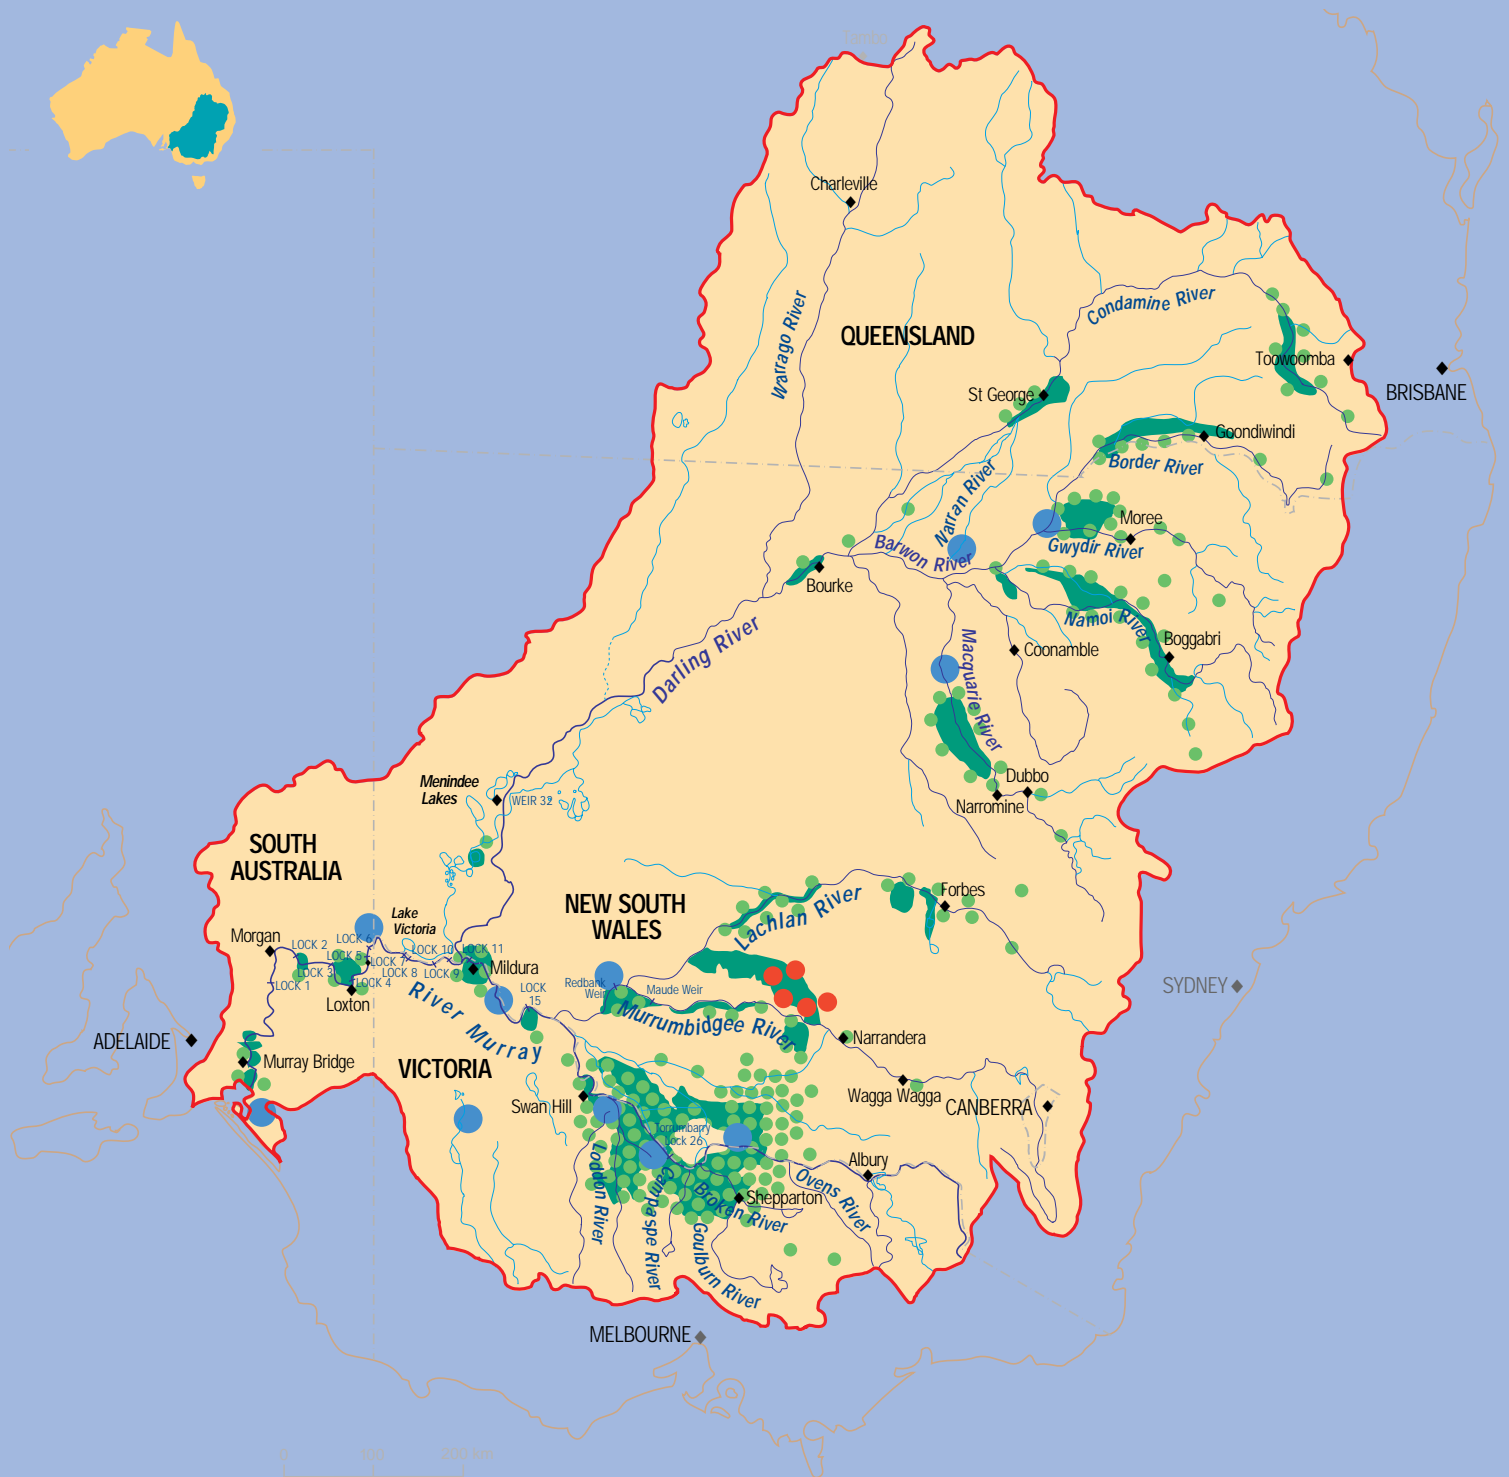 Charleville
Warrago River
QUEENSLAND
Condamine River
Toowoomba
BRISBANE
St George
Goondiwindi
Border River
Narran River
Moree
Barwon River
Gwydir River
Bourke
Namoi River
Boggabri
Darling River
Macquarie River
Coonamble
Menindee
Lakes
WEIR 32
Dubbo
Narromine
SOUTH
AUSTRALIA
NEW SOUTH
WALES
Lachlan River
Forbes
Lake
Victoria
Morgan
LOCK 2
LOCK 6
LOCK 10
LOCK 11
LOCK 5
LOCK 7
LOCK 3
LOCK 8
LOCK 9
Mildura
LOCK 1
LOCK 4
Loxton
LOCK
15
Redbank
Weir
Maude Weir
SYDNEY
River Murray
Murrumbidgee River
ADELAIDE
Murray Bridge
VICTORIA
Narrandera
Swan Hill
Wagga Wagga
CANBERRA
Torrumbarry
Lock 26
Albury
Loddon River
Campaspe River
Broken River
Shepparton
Ovens River
Goulburn River
MELBOURNE
0